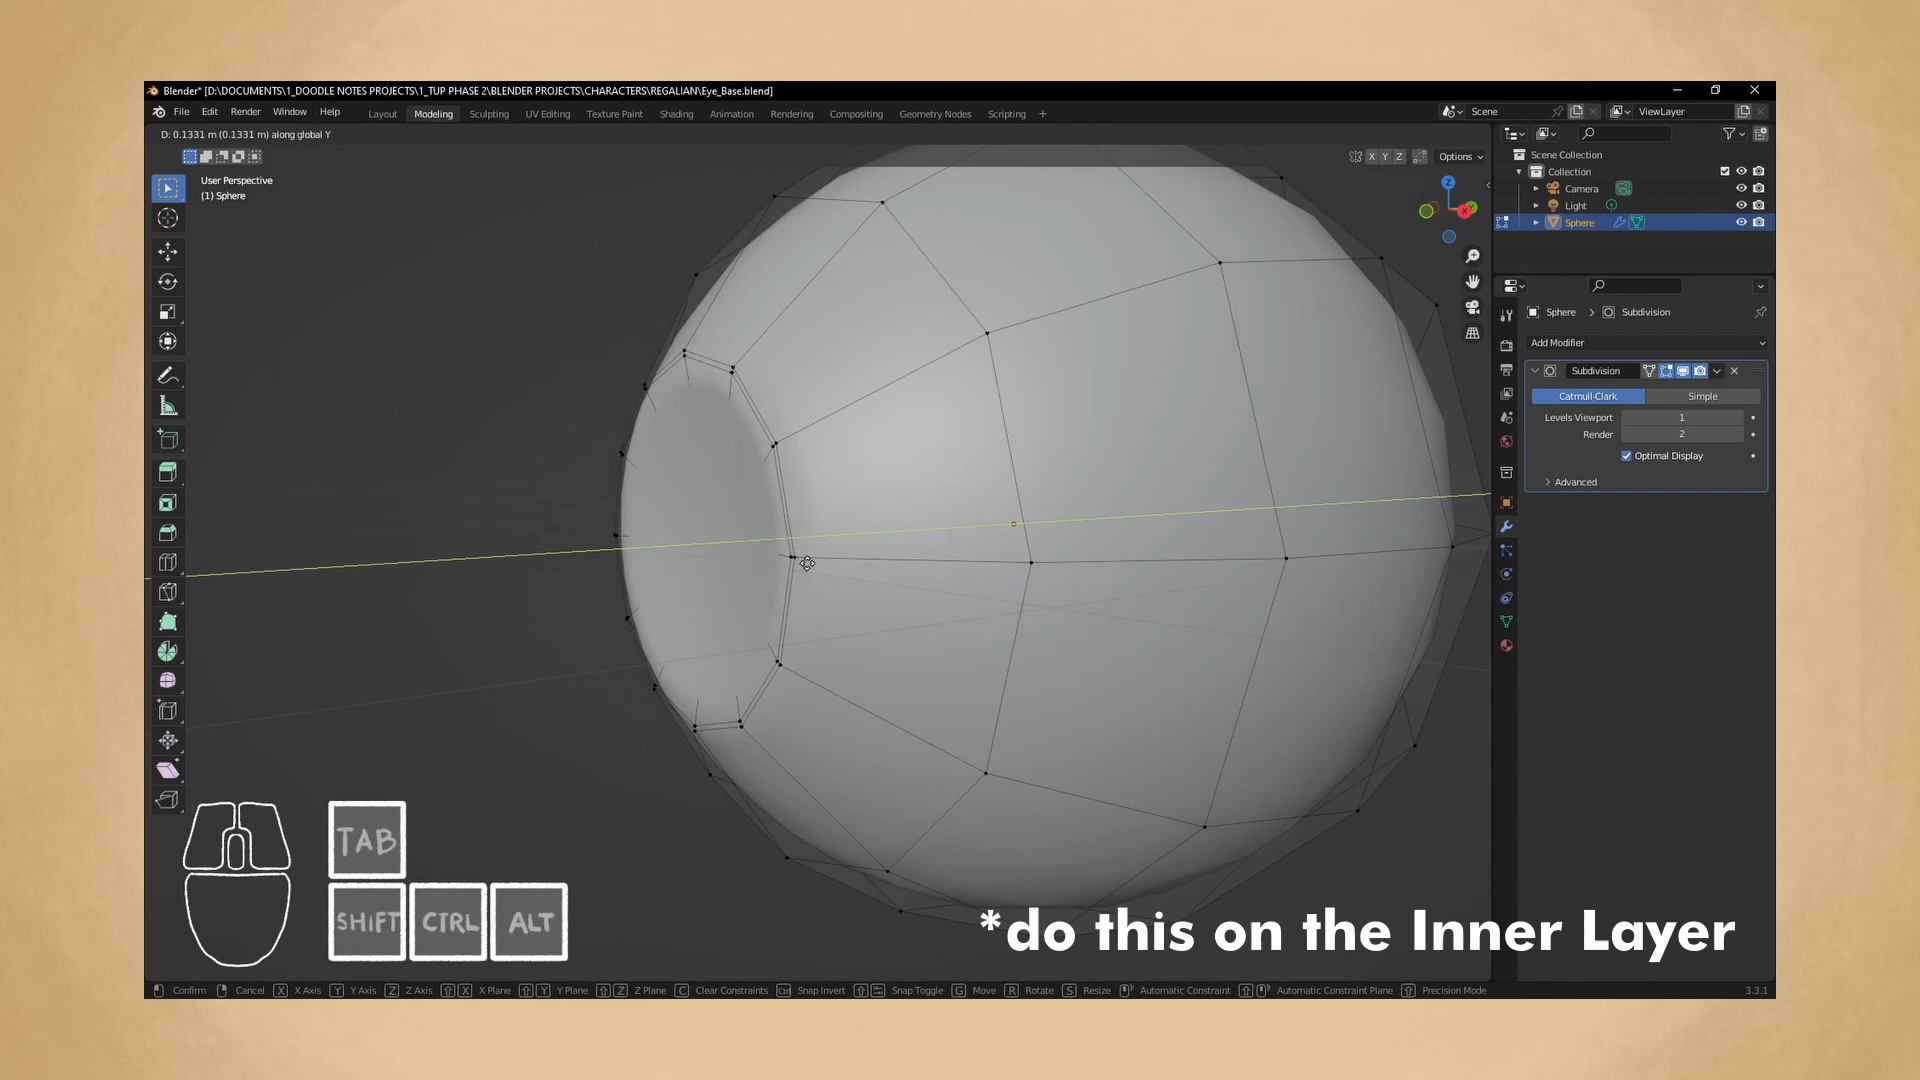 Blender* [D:\DOCUMENTS\1_DOODLE NOTES PROJECTS\1_TUP PHASE 2\BLENDER PROJECTS\CHARACTERS\REGALIAN\Eye_Base.blend]
File Edit Render Window Help Layout Modeling Sculpting UV Editing Texture Paint Shading Animation Rendering Compositing Geometry Nodes Scripting + Scene ViewLayer
D: 0.1331 m (0.1331 m) along global Y
X Y Z Options
User Perspective
(1) Sphere
Z
X
Y
Scene Collection
Collection
Camera
Light
Sphere
Sphere > Subdivision
Add Modifier
Subdivision
Catmull-Clark Simple
Levels Viewport 1
Render 2
Optimal Display
Advanced
TAB
SHIFT CTRL ALT
*do this on the Inner Layer
Confirm Cancel X X Axis Y Y Axis Z Z Axis X X Plane Y Y Plane Z Z Plane C Clear Constraints Ctrl Snap Invert Snap Toggle G Move R Rotate S Resize Automatic Constraint Automatic Constraint Plane Precision Mode 3.3.1